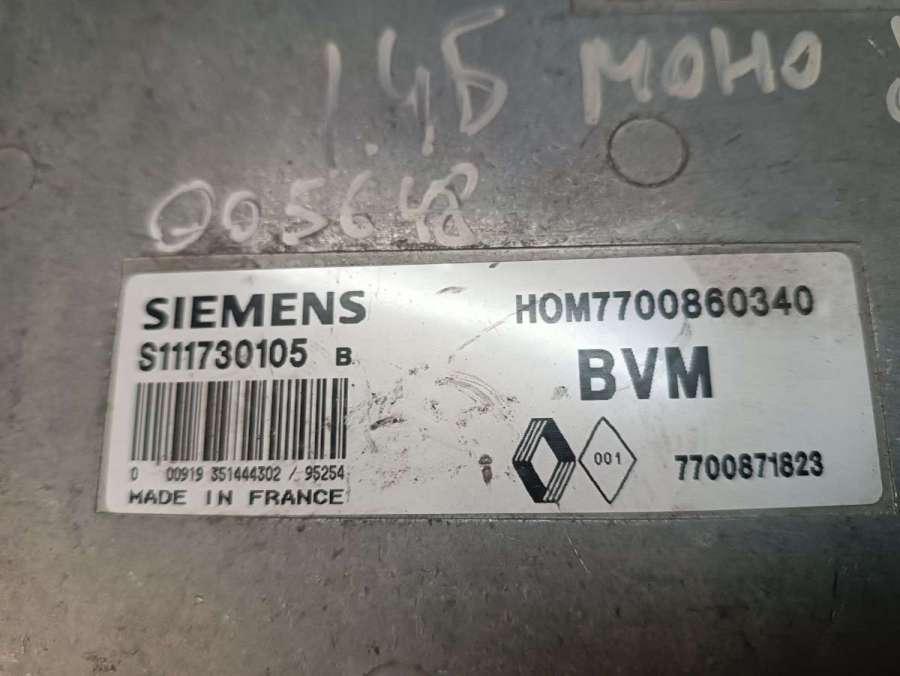 1.4Б МОНО
005648
SIEMENS HOM7700860340
S111730105 B BVM
0 00919 351444302 / 95254 001 7700871823
MADE IN FRANCE